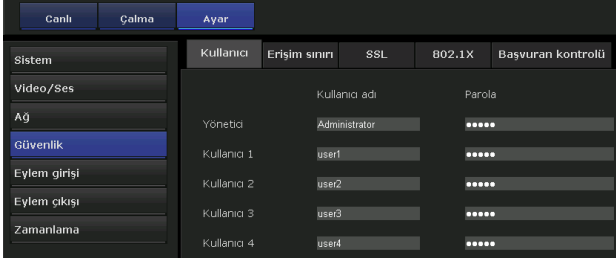 Canlı Çalma Ayar
Kullanıcı Erişim sınırı SSL 802.1X Başvuran kontrolü
Sistem
Video/Ses
Ağ
Güvenlik
Eylem girişi
Eylem çıkışı
Zamanlama
Kullanıcı adı Parola
Yönetici Administrator •••••
Kullanıcı 1 user1 •••••
Kullanıcı 2 user2 •••••
Kullanıcı 3 user3 •••••
Kullanıcı 4 user4 •••••